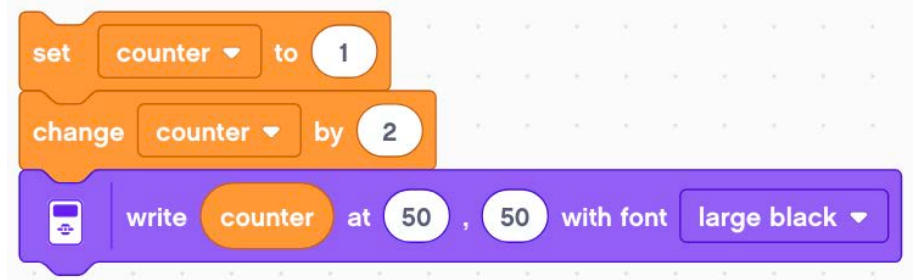 set counter to 1
change counter by 2
write counter at 50 , 50 with font large black